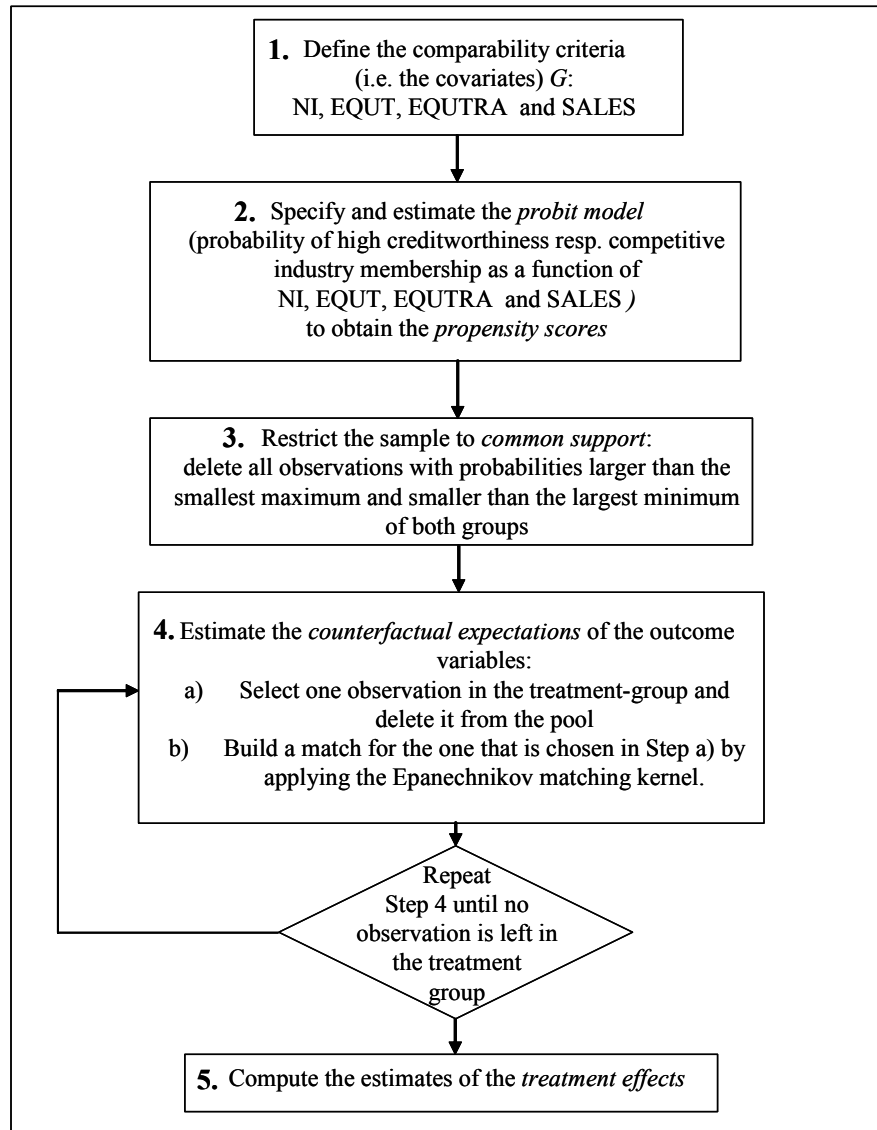 1. Define the comparability criteria
(i.e. the covariates) G:
NI, EQUT, EQUTRA and SALES
2. Specify and estimate the probit model
(probability of high creditworthiness resp. competitive
industry membership as a function of
NI, EQUT, EQUTRA and SALES )
to obtain the propensity scores
3. Restrict the sample to common support:
delete all observations with probabilities larger than the
smallest maximum and smaller than the largest minimum
of both groups
4. Estimate the counterfactual expectations of the outcome
variables:
a) Select one observation in the treatment-group and
delete it from the pool
b) Build a match for the one that is chosen in Step a) by
applying the Epanechnikov matching kernel.
Repeat
Step 4 until no
observation is left in
the treatment
group
5. Compute the estimates of the treatment effects